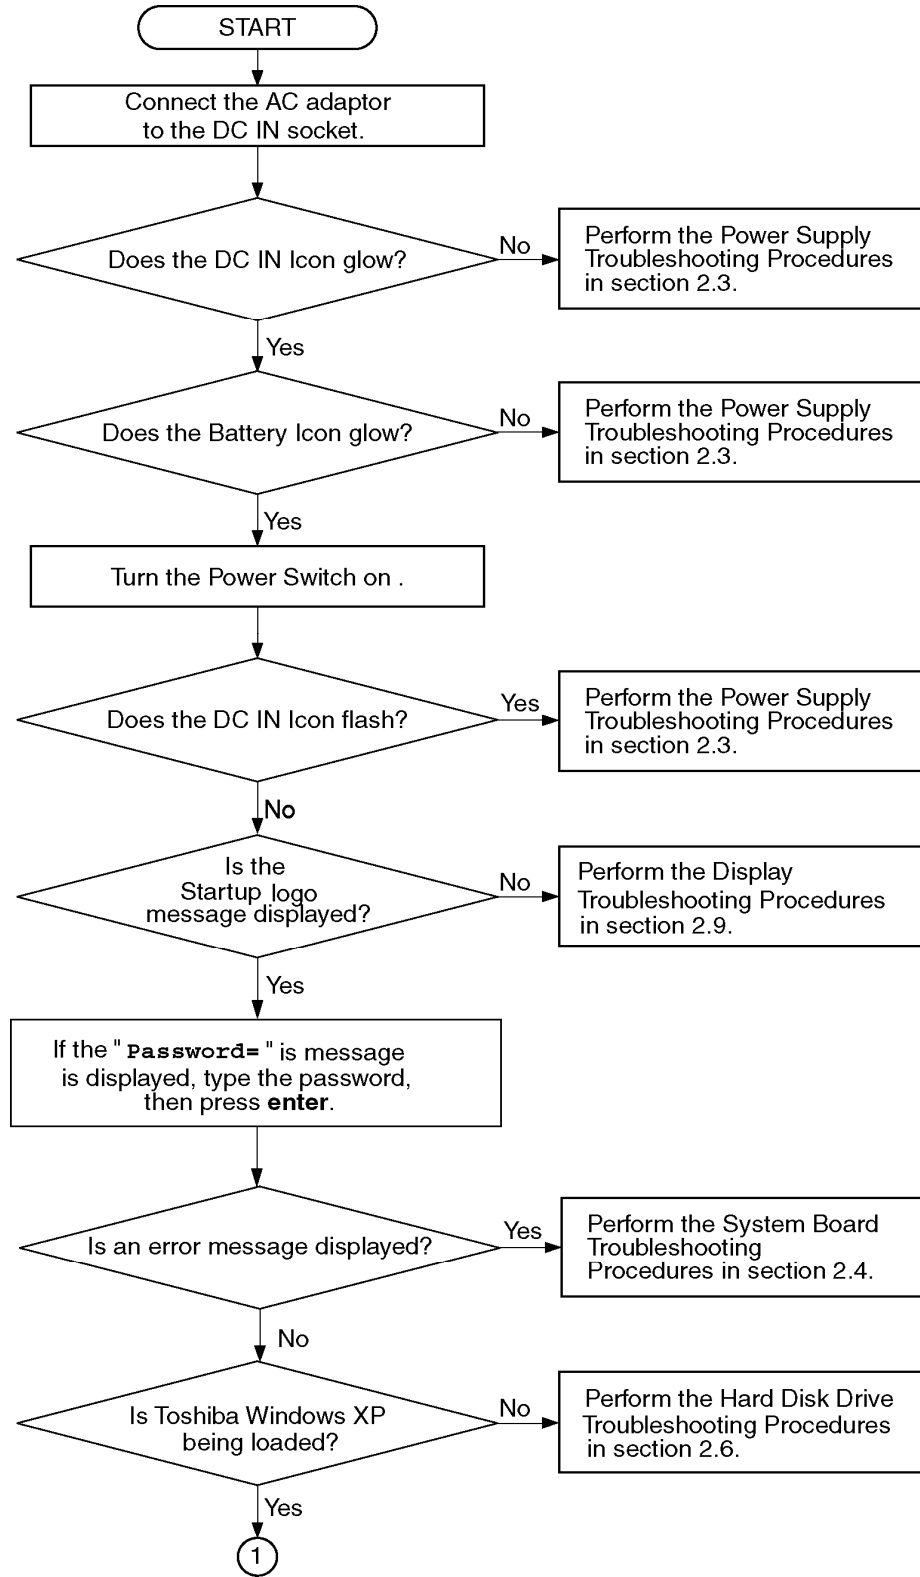 START
Connect the AC adaptor
to the DC IN socket.
Does the DC IN Icon glow?
No
Perform the Power Supply
Troubleshooting Procedures
in section 2.3.
Yes
Does the Battery Icon glow?
No
Perform the Power Supply
Troubleshooting Procedures
in section 2.3.
Yes
Turn the Power Switch on .
Does the DC IN Icon flash?
Yes
Perform the Power Supply
Troubleshooting Procedures
in section 2.3.
No
Is the
Startup logo
message displayed?
No
Perform the Display
Troubleshooting Procedures
in section 2.9.
Yes
If the " Password= " is message
is displayed, type the password,
then press enter.
Is an error message displayed?
Yes
Perform the System Board
Troubleshooting
Procedures in section 2.4.
No
Is Toshiba Windows XP
being loaded?
No
Perform the Hard Disk Drive
Troubleshooting Procedures
in section 2.6.
Yes
1